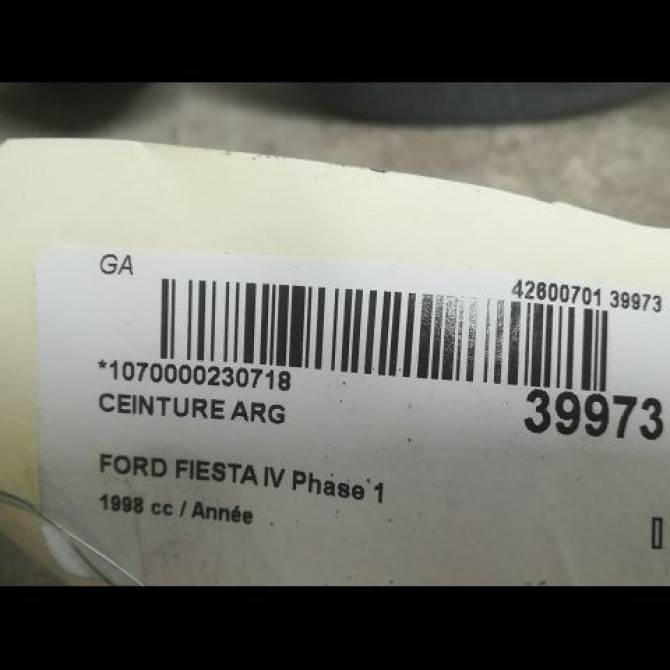 GA
42600701 39973
*1070000230718
39973
CEINTURE ARG
FORD FIESTA IV Phase 1
1998 cc / Année